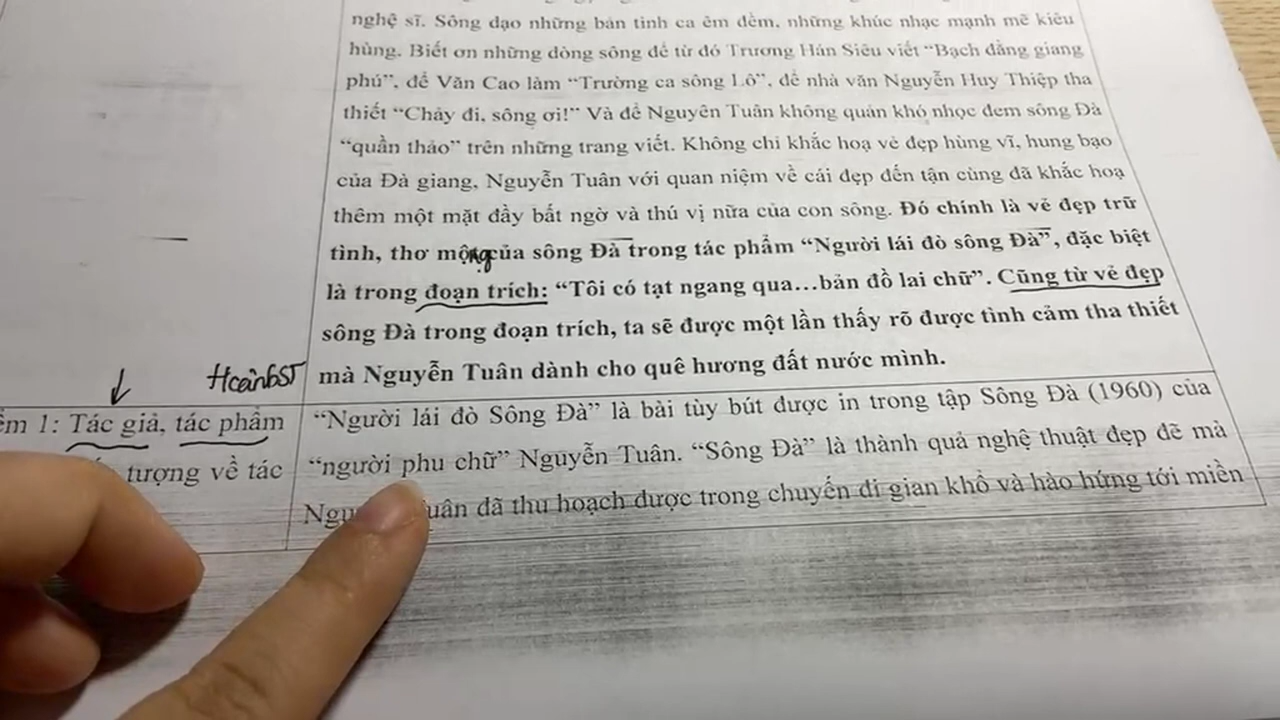 nghệ sĩ. Sông dạo những bản tình ca êm đềm, những khúc nhạc mạnh mẽ kiêu
hùng. Biết ơn những dòng sông để từ đó Trương Hán Siêu viết “Bạch đằng giang
phú”, để Văn Cao làm “Trường ca sông Lô”, để nhà văn Nguyễn Huy Thiệp tha
thiết “Chảy đi, sông ơi!” Và để Nguyên Tuân không quản khó nhọc đem sông Đà
“quần thảo” trên những trang viết. Không chỉ khắc hoạ vẻ đẹp hùng vĩ, hung bạo
của Đà giang, Nguyễn Tuân với quan niệm về cái đẹp đến tận cùng đã khắc hoạ
thêm một mặt đầy bất ngờ và thú vị nữa của con sông. Đó chính là vẻ đẹp trữ
tình, thơ mộng của sông Đà trong tác phẩm “Người lái đò sông Đà”, đặc biệt
là trong đoạn trích: “Tôi có tạt ngang qua…bản đồ lai chữ”. Cũng từ vẻ đẹp
sông Đà trong đoạn trích, ta sẽ được một lần thấy rõ được tình cảm tha thiết
mà Nguyễn Tuân dành cho quê hương đất nước mình.
HcảnhST
ểm 1: Tác giả, tác phẩm
tượng về tác
“Người lái đò Sông Đà” là bài tùy bút được in trong tập Sông Đà (1960) của
“người phu chữ” Nguyễn Tuân. “Sông Đà” là thành quả nghệ thuật đẹp đẽ mà
đã thu hoạch được trong chuyến đi gian khổ và hào hứng tới miền